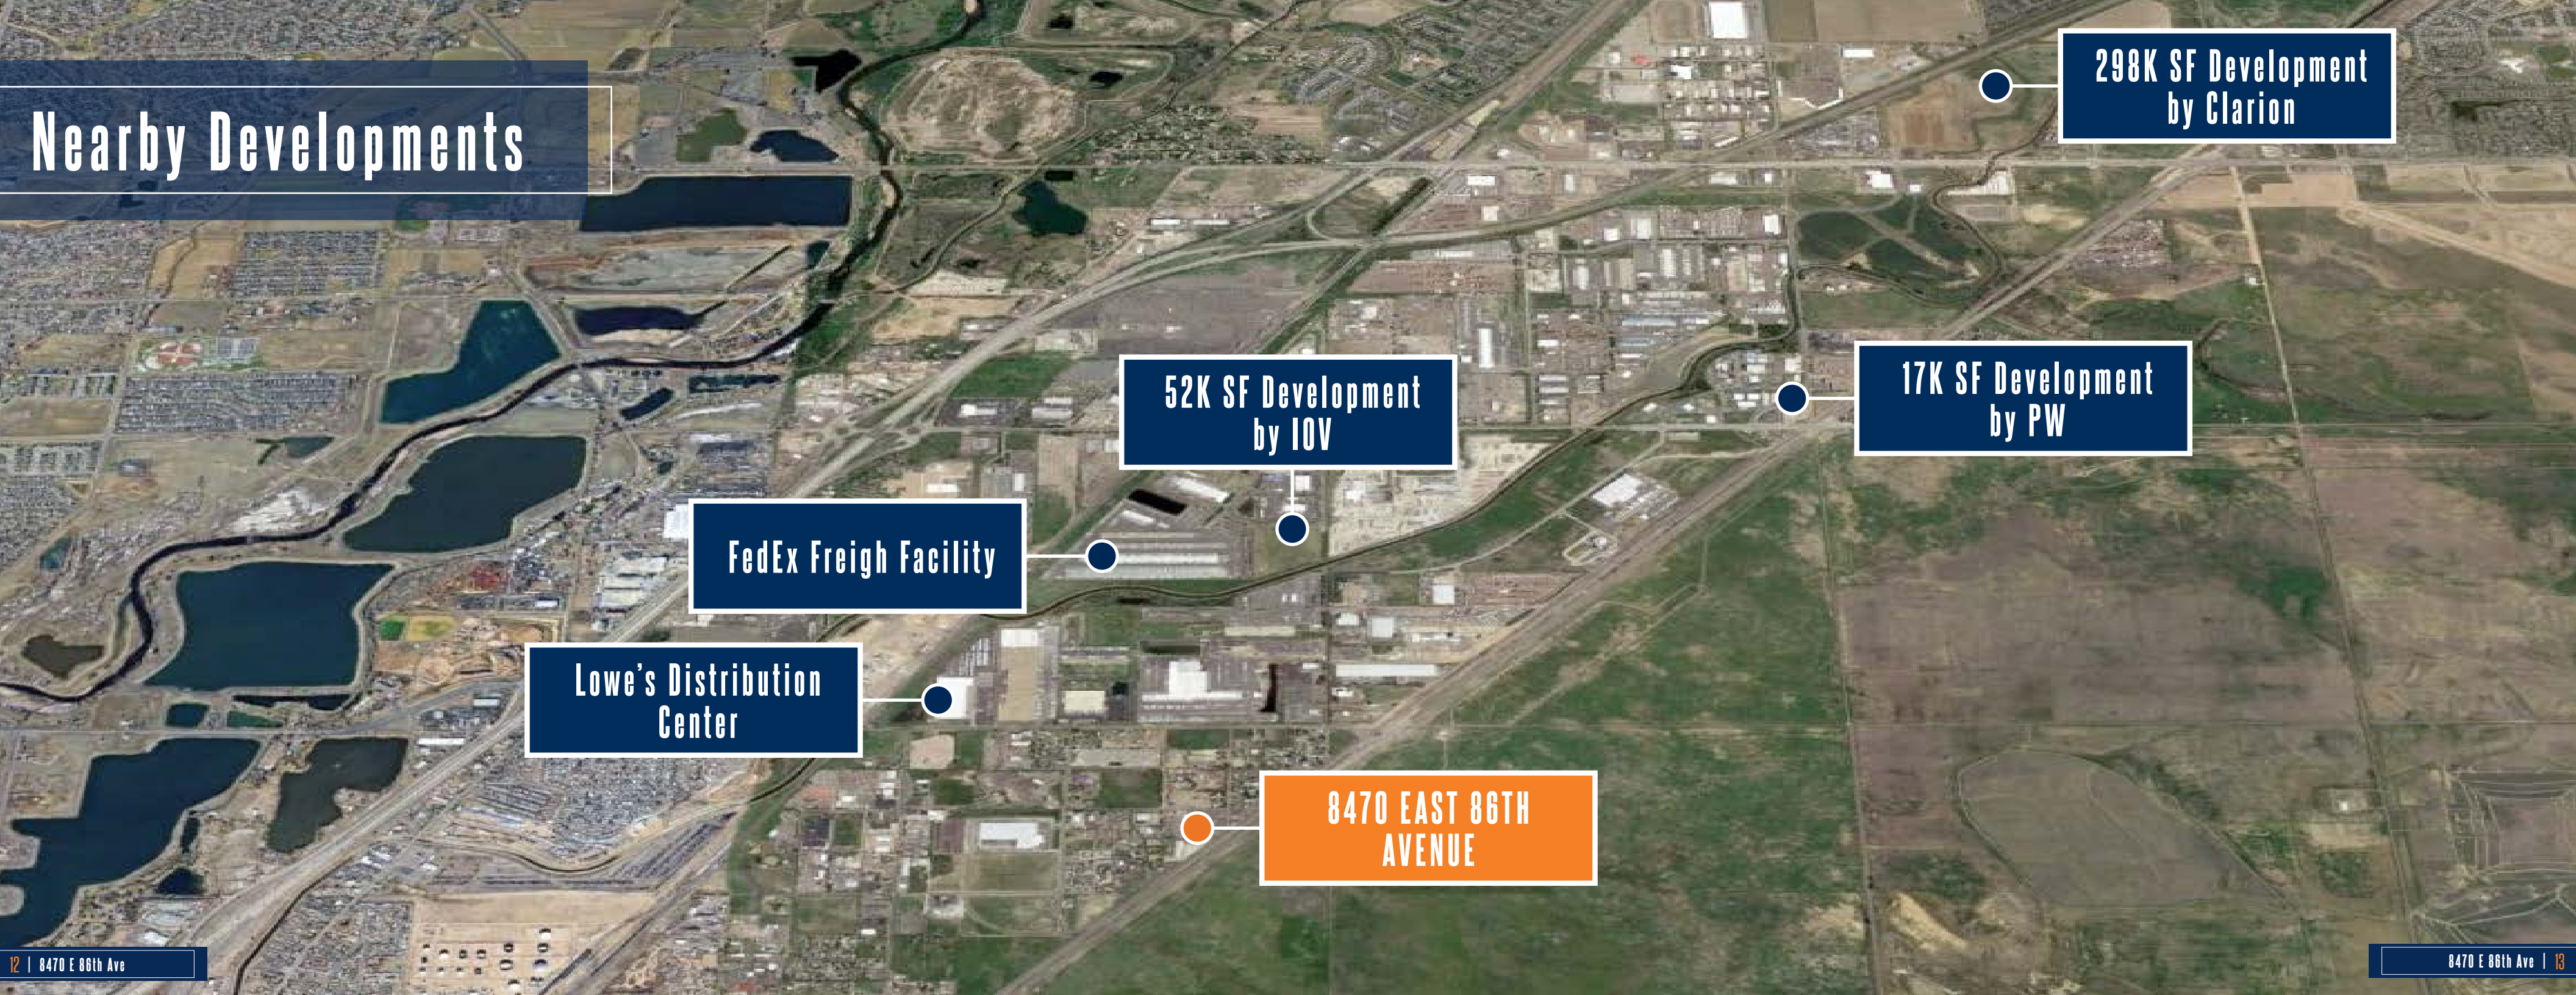 Nearby Developments
298K SF Development
by Clarion
52K SF Development
by IOV
17K SF Development
by PW
FedEx Freigh Facility
Lowe's Distribution
Center
8470 EAST 86TH
AVENUE
12 | 8470 E 86th Ave
8470 E 86th Ave | 13